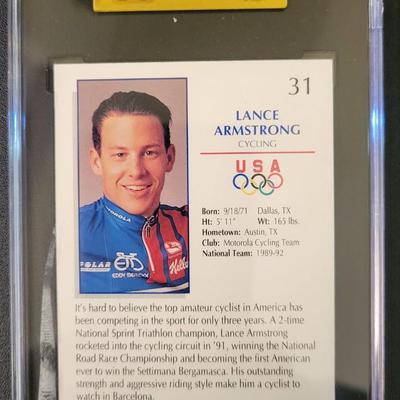 31
LANCE
ARMSTRONG
CYCLING
USA
Born: 9/18/71 Dallas, TX
Ht: 5' 11" Wt: 165 lbs.
Hometown: Austin, TX
Club: Motorola Cycling Team
National Team: 1989-92
MOTOROLA
POLAR
EDDY MERCKX
It's hard to believe the top amateur cyclist in America has
been competing in the sport for only three years. A 2-time
National Sprint Triathlon champion, Lance Armstrong
rocketed into the cycling circuit in '91, winning the National
Road Race Championship and becoming the first American
ever to win the Settimana Bergamasca. His outstanding
strength and aggressive riding style make him a cyclist to
watch in Barcelona.